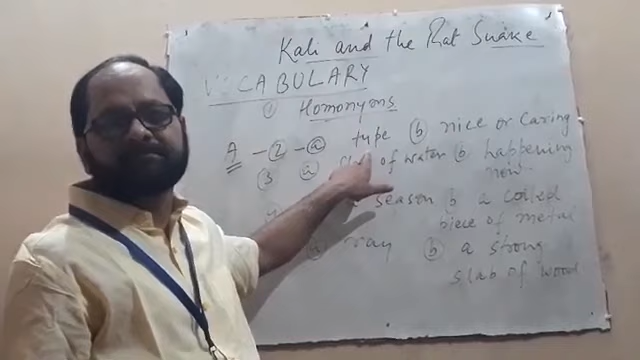 Kali and the Rat Snake
VOCABULARY
① Homonyms
A - ② - ⓐ type ⓑ nice or caring
③ ⓐ of water ⓑ happening now
a season ⓑ a coiled piece of metal
ⓐ way ⓑ a strong slab of wood